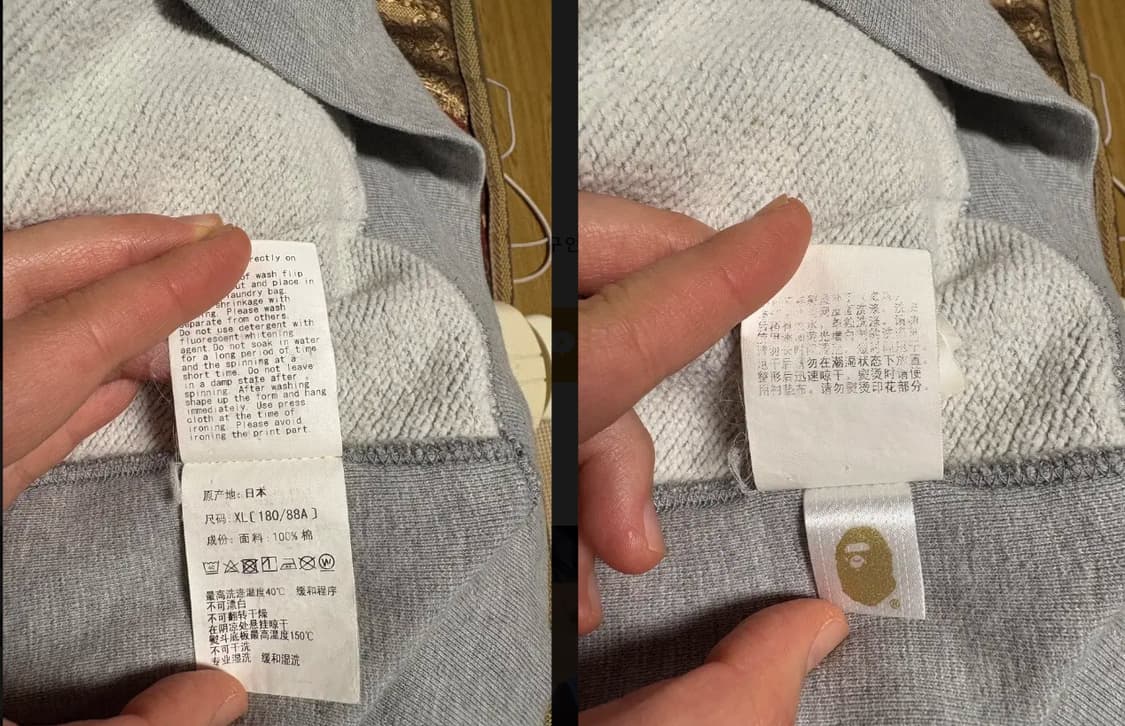 rectly on
of wash flip
ut and place in
laundry bag.
shrinkage with
ing. Please wash
separate from others.
Do not use detergent with
fluorescent whitening
agent.Do not soak in water
for a long period of time
and the spinning at a
short time. Do not leave
in a damp state after
spinning. After washing
shape up the form and hang
immediately. Use press
cloth at the time of
ironing. Please avoid
ironing the print part.
原产地: 日本
尺码: XL(180/88A)
成份: 面料: 100% 棉
W
最高洗涤温度40℃ 缓和程序
不可漂白
不可翻转干燥
在阴凉处悬挂晾干
熨斗底板最高温度150℃
不可干洗
专业湿洗 缓和湿洗
勿在潮湿状态下放置
整形后迅速晾干。熨烫时请使
用衬垫布。请勿熨烫印花部分。
®